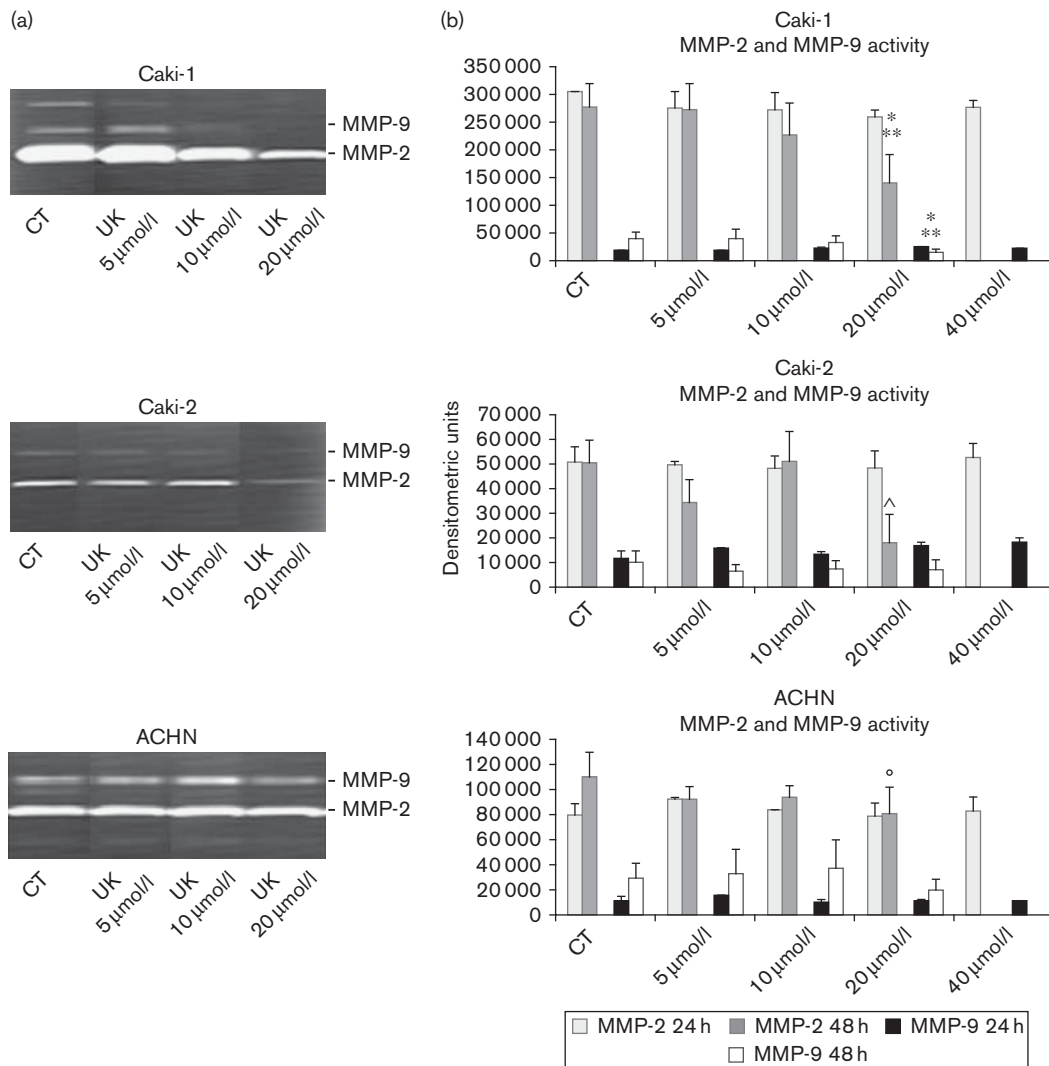 (a)
Caki-1
MMP-9
MMP-2
CT
UK 5 µmol/l
UK 10 µmol/l
UK 20 µmol/l
Caki-2
MMP-9
MMP-2
CT
UK 5 µmol/l
UK 10 µmol/l
UK 20 µmol/l
ACHN
MMP-9
MMP-2
CT
UK 5 µmol/l
UK 10 µmol/l
UK 20 µmol/l
(b)
Caki-1
MMP-2 and MMP-9 activity
350 000
300 000
250 000
200 000
150 000
100 000
50 000
0
*
**
*
**
CT
5 µmol/l
10 µmol/l
20 µmol/l
40 µmol/l
Caki-2
MMP-2 and MMP-9 activity
Densitometric units
70 000
60 000
50 000
40 000
30 000
20 000
10 000
0
^
CT
5 µmol/l
10 µmol/l
20 µmol/l
40 µmol/l
ACHN
MMP-2 and MMP-9 activity
140 000
120 000
100 000
80 000
60 000
40 000
20 000
0
°
CT
5 µmol/l
10 µmol/l
20 µmol/l
40 µmol/l
MMP-2 24 h MMP-2 48 h MMP-9 24 h
MMP-9 48 h